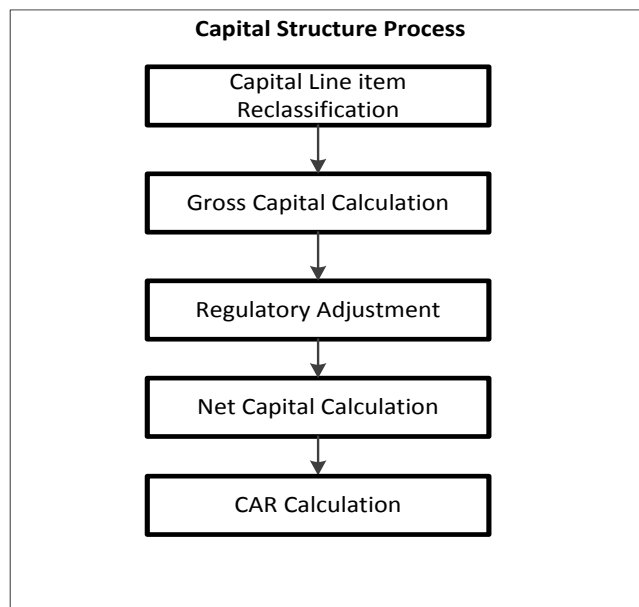 Capital Structure Process
Capital Line item
Reclassification
Gross Capital Calculation
Regulatory Adjustment
Net Capital Calculation
CAR Calculation